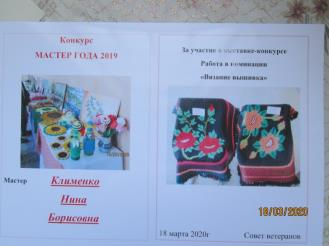 Конкурс
МАСТЕР ГОДА 2019
Мастер
Клименко
Нина
Борисовна
За участие в выставке-конкурсе
Работа в номинации
«Вязание вышивка»
18 марта 2020г
Совет ветеранов
18/03/2020